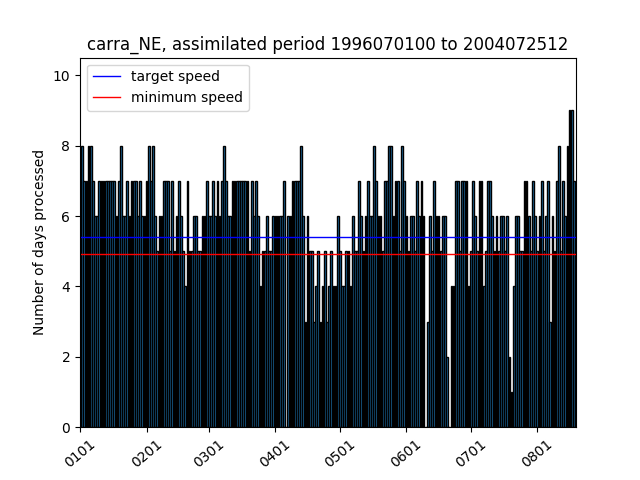 carra_NE, assimilated period 1996070100 to 2004072512
target speed
minimum speed
Number of days processed
10
8
6
4
2
0
0101 0201 0301 0401 0501 0601 0701 0801